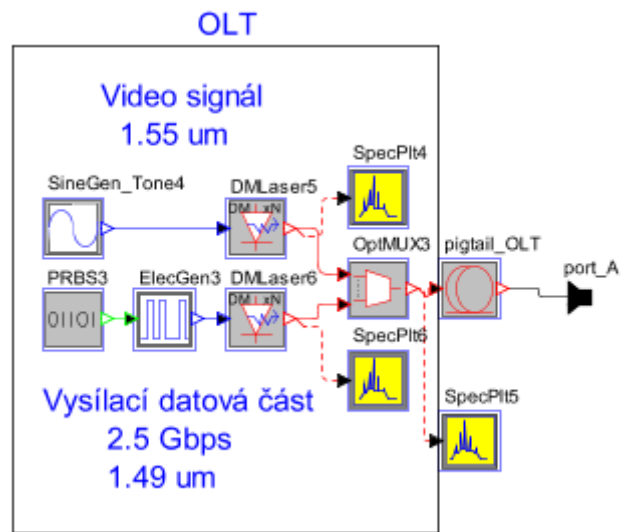 OLT
Video signál
1.55 um
SpecPlt4
SineGen_Tone4
DMLaser5
DM xN
OptMUX3
pigtail_OLT
port_A
PRBS3
ElecGen3
DMLaser6
01101
DM xN
SpecPlt6
Vysílací datová část
2.5 Gbps
1.49 um
SpecPlt5